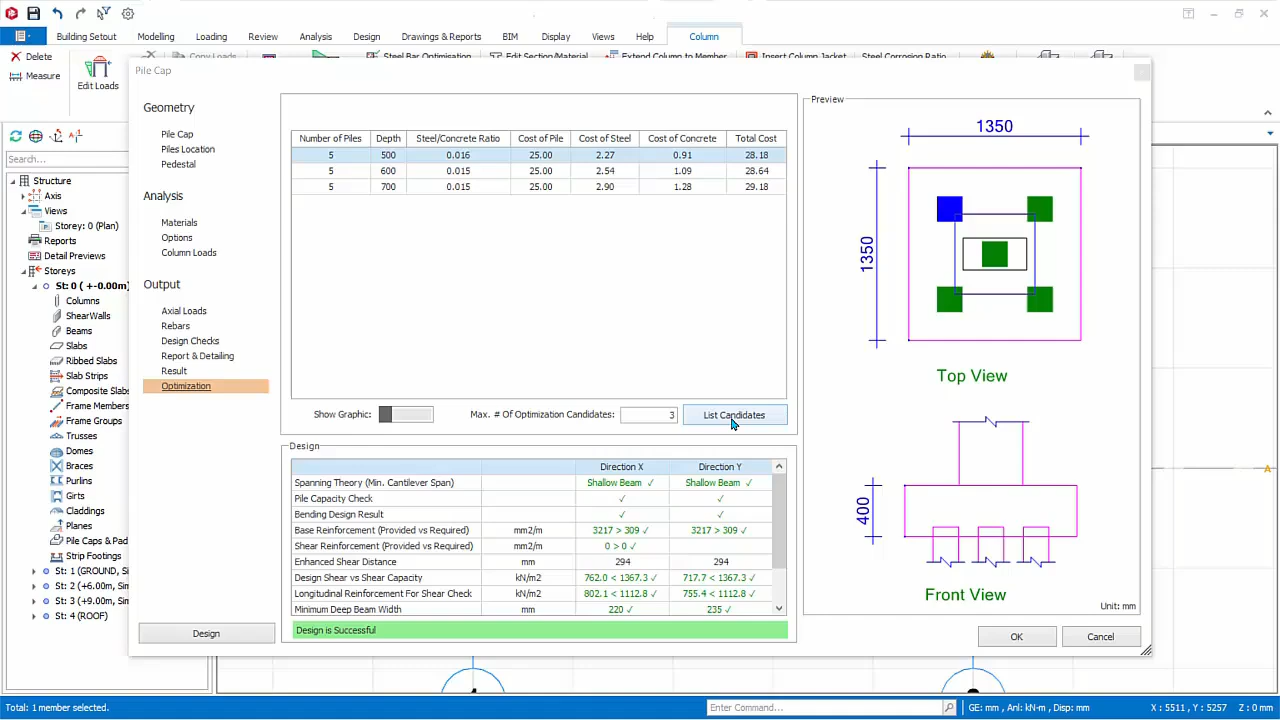 Building Setout Modelling Loading Review Analysis Design Drawings & Reports BIM Display Views Help Column
Delete
Measure
Edit Loads
Copy Loads Steel Bar Optimisation Edit Section/Material Extend Column to Member Insert Column Jacket Steel Corrosion Ratio
Search...
Structure
Axis
Views
Storey: 0 (Plan)
Reports
Detail Previews
Storeys
St: 0 ( +-0.00m)
Columns
ShearWalls
Beams
Slabs
Ribbed Slabs
Slab Strips
Composite Slabs
Frame Members
Frame Groups
Trusses
Domes
Braces
Purlins
Girts
Claddings
Planes
Pile Caps & Pad
Strip Footings
St: 1 (GROUND, Sim
St: 2 (+6.00m, Sim
St: 3 (+9.00m, Sim
St: 4 (ROOF)
Pile Cap
Geometry
Pile Cap
Piles Location
Pedestal
Analysis
Materials
Options
Column Loads
Output
Axial Loads
Rebars
Design Checks
Report & Detailing
Result
Optimization
Design
Number of Piles Depth Steel/Concrete Ratio Cost of Pile Cost of Steel Cost of Concrete Total Cost
5 500 0.016 25.00 2.27 0.91 28.18
5 600 0.015 25.00 2.54 1.09 28.64
5 700 0.015 25.00 2.90 1.28 29.18
Show Graphic: Max. # Of Optimization Candidates: 3 List Candidates
Design
Direction X Direction Y
Spanning Theory (Min. Cantilever Span) Shallow Beam ✓ Shallow Beam ✓
Pile Capacity Check ✓ ✓
Bending Design Result ✓ ✓
Base Reinforcement (Provided vs Required) mm2/m 3217 > 309 ✓ 3217 > 309 ✓
Shear Reinforcement (Provided vs Required) mm2/m 0 > 0 ✓
Enhanced Shear Distance mm 294 294
Design Shear vs Shear Capacity kN/m2 762.0 < 1367.3 ✓ 717.7 < 1367.3 ✓
Longitudinal Reinforcement For Shear Check kN/m2 802.1 < 1112.8 ✓ 755.4 < 1112.8 ✓
Minimum Deep Beam Width mm 220 ✓ 235 ✓
Design is Successful
Preview
1350
1350
Top View
400
Front View
Unit: mm
OK Cancel
A
Total: 1 member selected. Enter Command... GE: mm , Anl: kN-m , Disp: mm X : 5511 , Y : 5257 Z : 0 mm